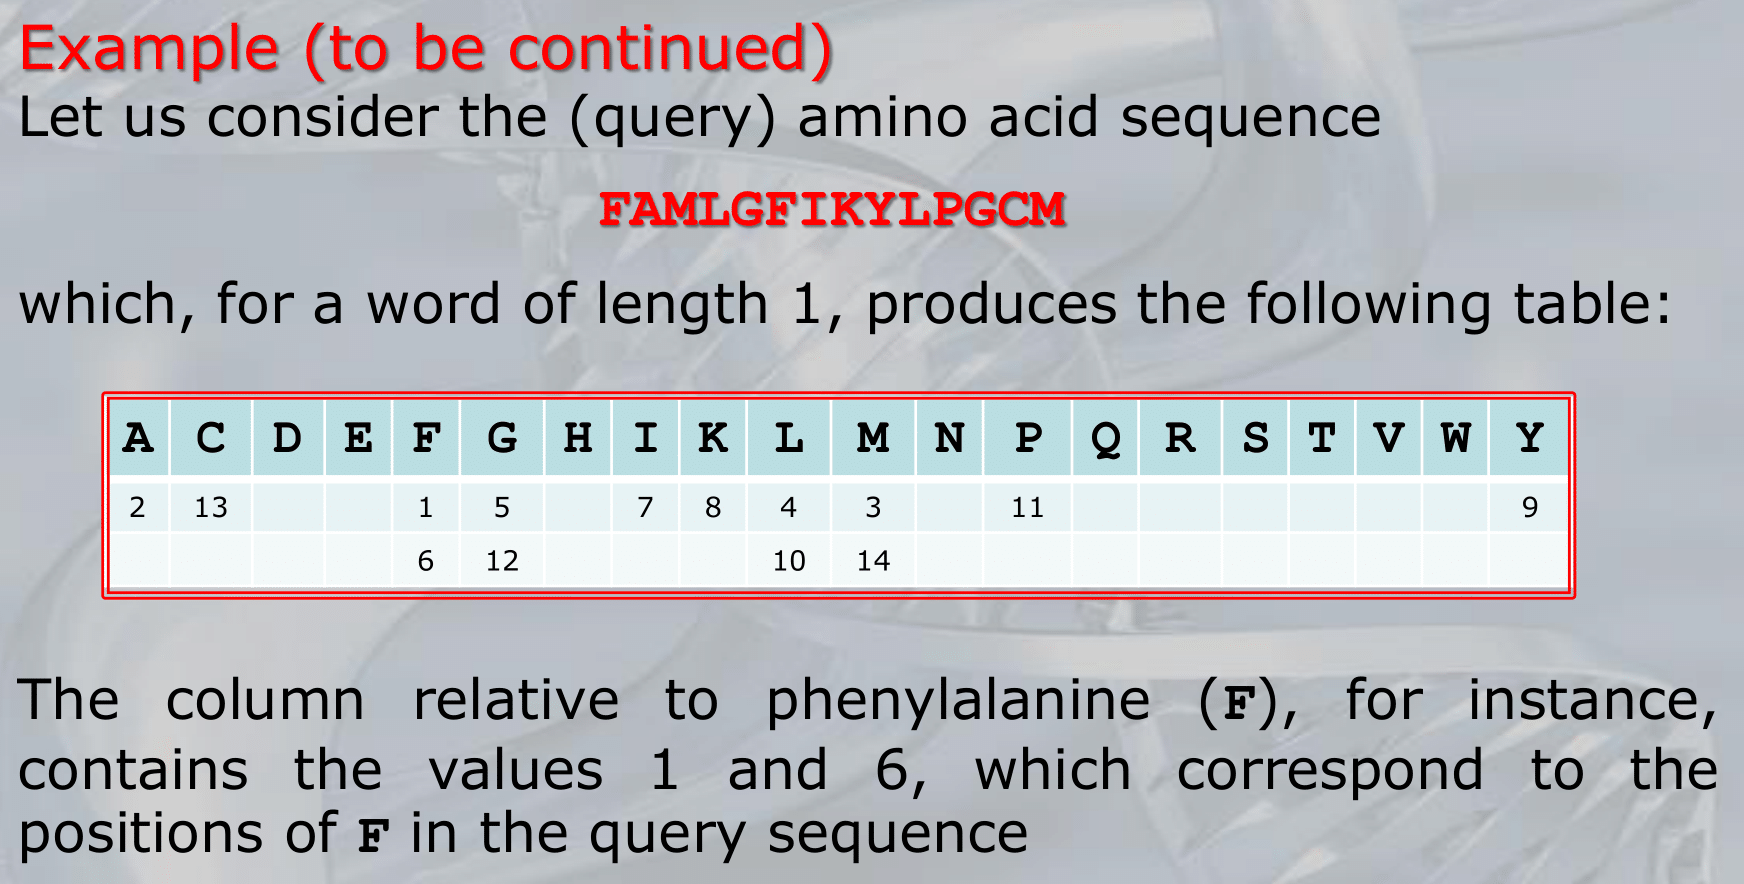 Example (to be continued)
Let us consider the (query) amino acid sequence
FAMLGFIKYLPGCM
which, for a word of length 1, produces the following table:
A C D E F G H I K L M N P Q R S T V W Y
2 13 1 5 7 8 4 3 11 9
6 12 10 14
The column relative to phenylalanine (F), for instance,
contains the values 1 and 6, which correspond to the
positions of F in the query sequence